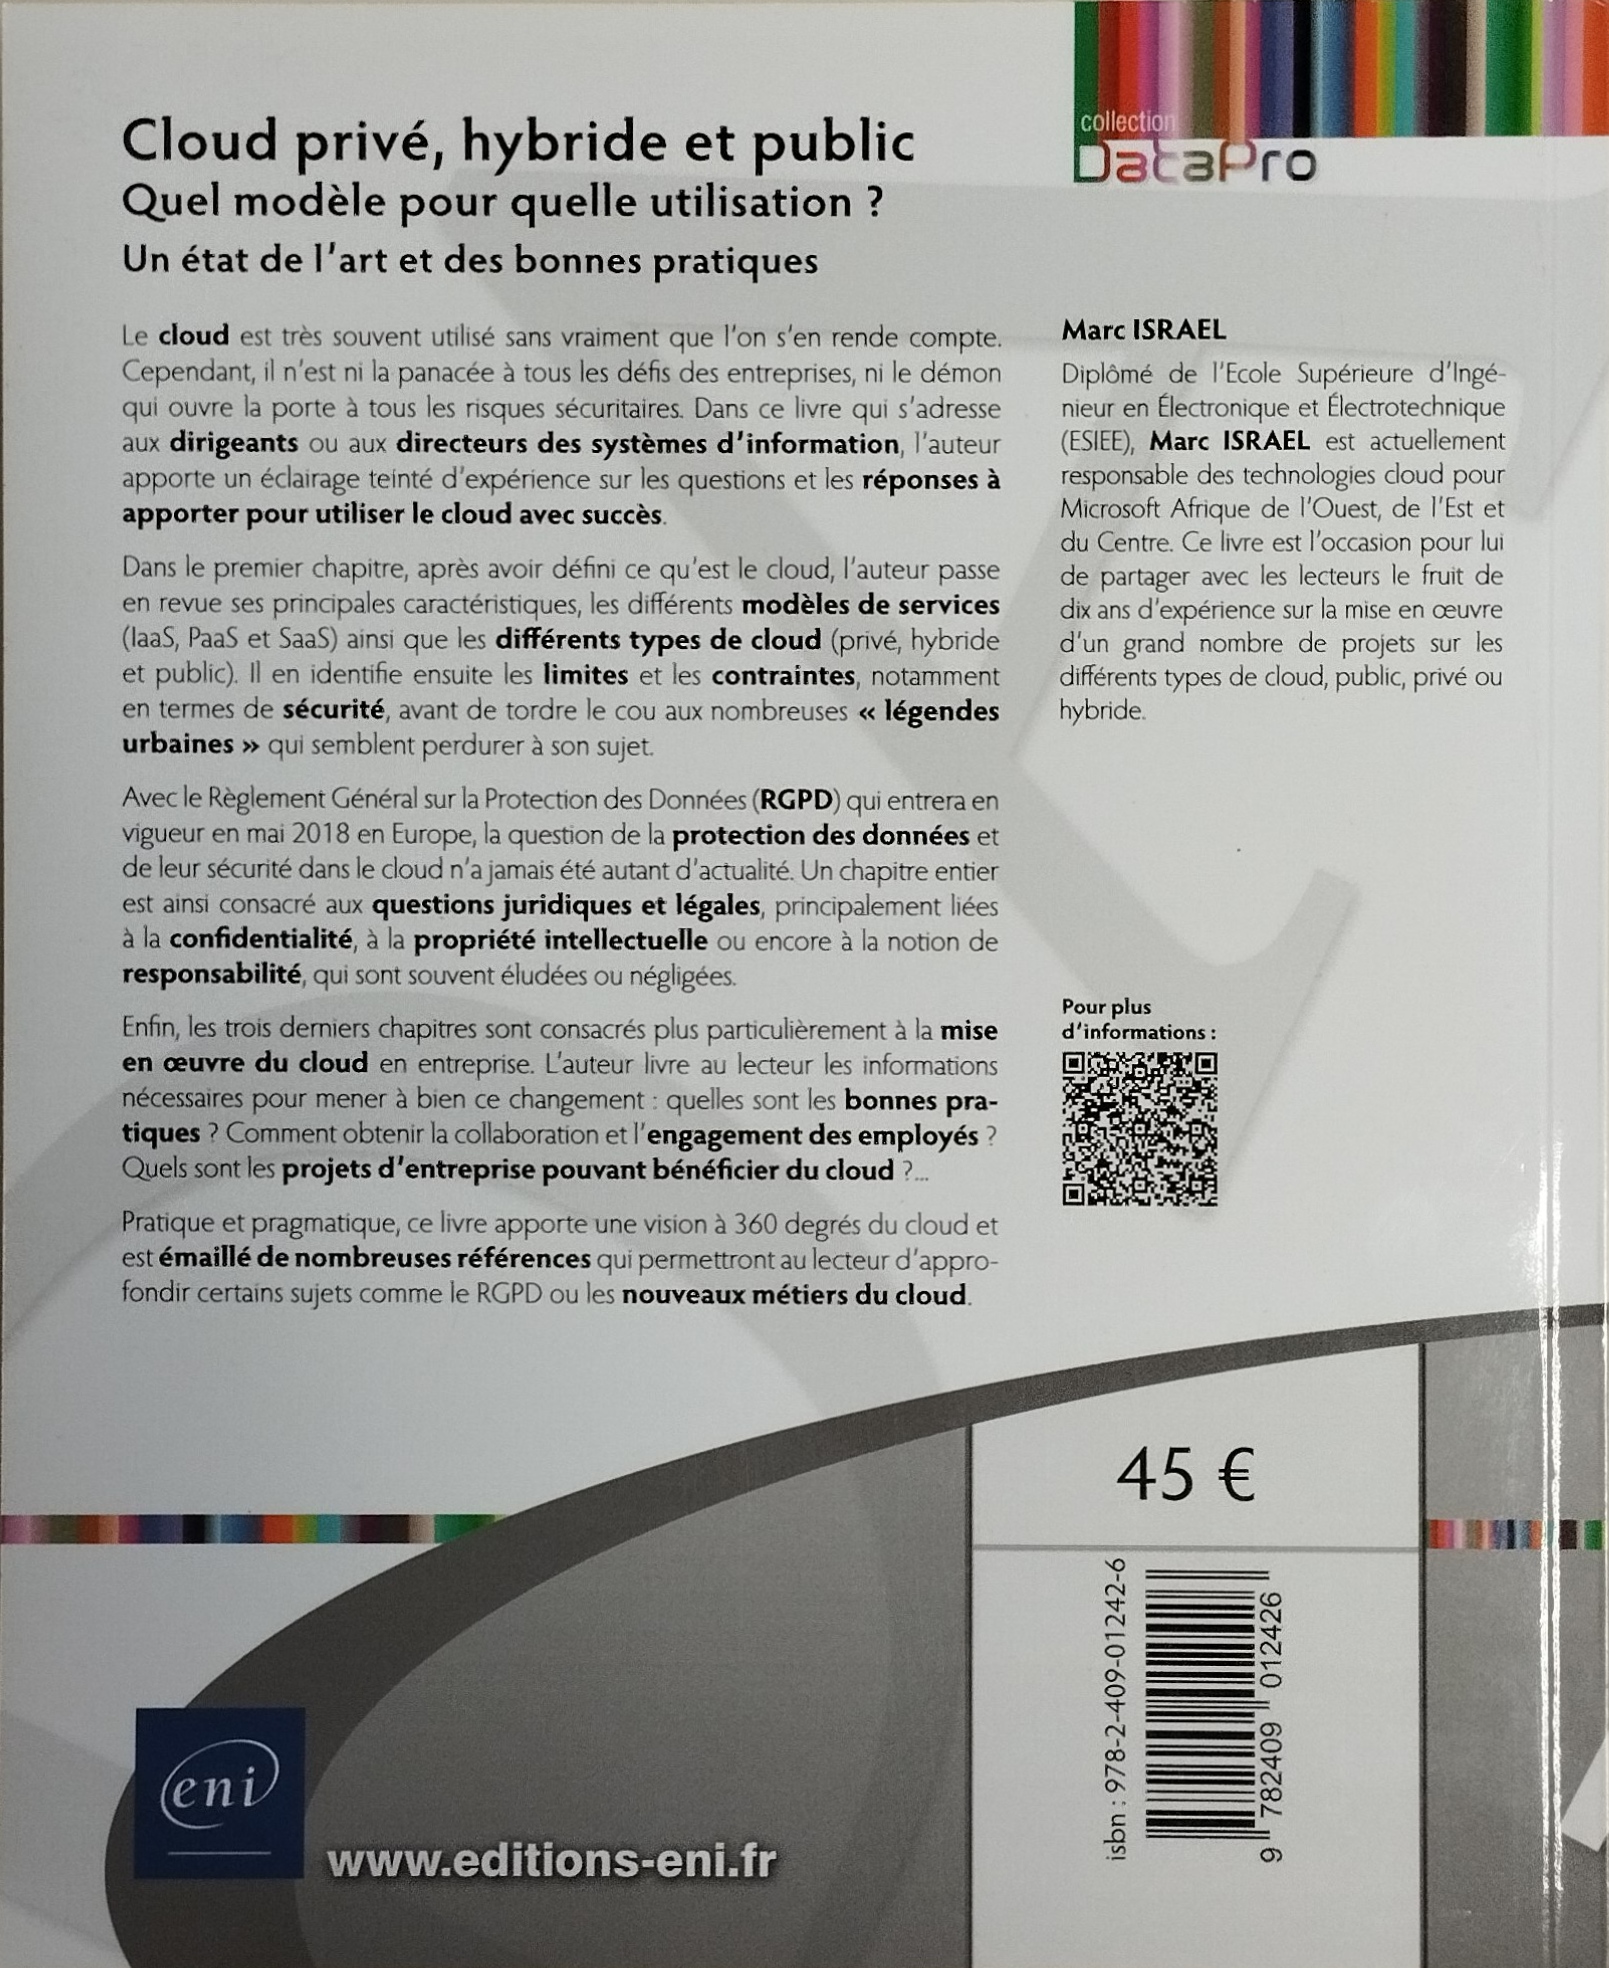 collection
DataPro
Cloud privé, hybride et public
Quel modèle pour quelle utilisation ?
Un état de l'art et des bonnes pratiques
Le cloud est très souvent utilisé sans vraiment que l'on s'en rende compte.
Cependant, il n'est ni la panacée à tous les défis des entreprises, ni le démon
qui ouvre la porte à tous les risques sécuritaires. Dans ce livre qui s'adresse
aux dirigeants ou aux directeurs des systèmes d'information, l'auteur
apporte un éclairage teinté d'expérience sur les questions et les réponses à
apporter pour utiliser le cloud avec succès.
Dans le premier chapitre, après avoir défini ce qu'est le cloud, l'auteur passe
en revue ses principales caractéristiques, les différents modèles de services
(IaaS, PaaS et SaaS) ainsi que les différents types de cloud (privé, hybride
et public). Il en identifie ensuite les limites et les contraintes, notamment
en termes de sécurité, avant de tordre le cou aux nombreuses « légendes
urbaines » qui semblent perdurer à son sujet.
Avec le Règlement Général sur la Protection des Données (RGPD) qui entrera en
vigueur en mai 2018 en Europe, la question de la protection des données et
de leur sécurité dans le cloud n'a jamais été autant d'actualité. Un chapitre entier
est ainsi consacré aux questions juridiques et légales, principalement liées
à la confidentialité, à la propriété intellectuelle ou encore à la notion de
responsabilité, qui sont souvent éludées ou négligées.
Enfin, les trois derniers chapitres sont consacrés plus particulièrement à la mise
en œuvre du cloud en entreprise. L'auteur livre au lecteur les informations
nécessaires pour mener à bien ce changement : quelles sont les bonnes pra-
tiques ? Comment obtenir la collaboration et l'engagement des employés ?
Quels sont les projets d'entreprise pouvant bénéficier du cloud ?...
Pratique et pragmatique, ce livre apporte une vision à 360 degrés du cloud et
est émaillé de nombreuses références qui permettront au lecteur d'appro-
fondir certains sujets comme le RGPD ou les nouveaux métiers du cloud.
Marc ISRAEL
Diplômé de l'Ecole Supérieure d'Ingé-
nieur en Électronique et Électrotechnique
(ESIEE), Marc ISRAEL est actuellement
responsable des technologies cloud pour
Microsoft Afrique de l'Ouest, de l'Est et
du Centre. Ce livre est l'occasion pour lui
de partager avec les lecteurs le fruit de
dix ans d'expérience sur la mise en œuvre
d'un grand nombre de projets sur les
différents types de cloud, public, privé ou
hybride.
Pour plus
d'informations :
45 €
isbn : 978-2-409-01242-6
9 782409 012426
eni
www.editions-eni.fr